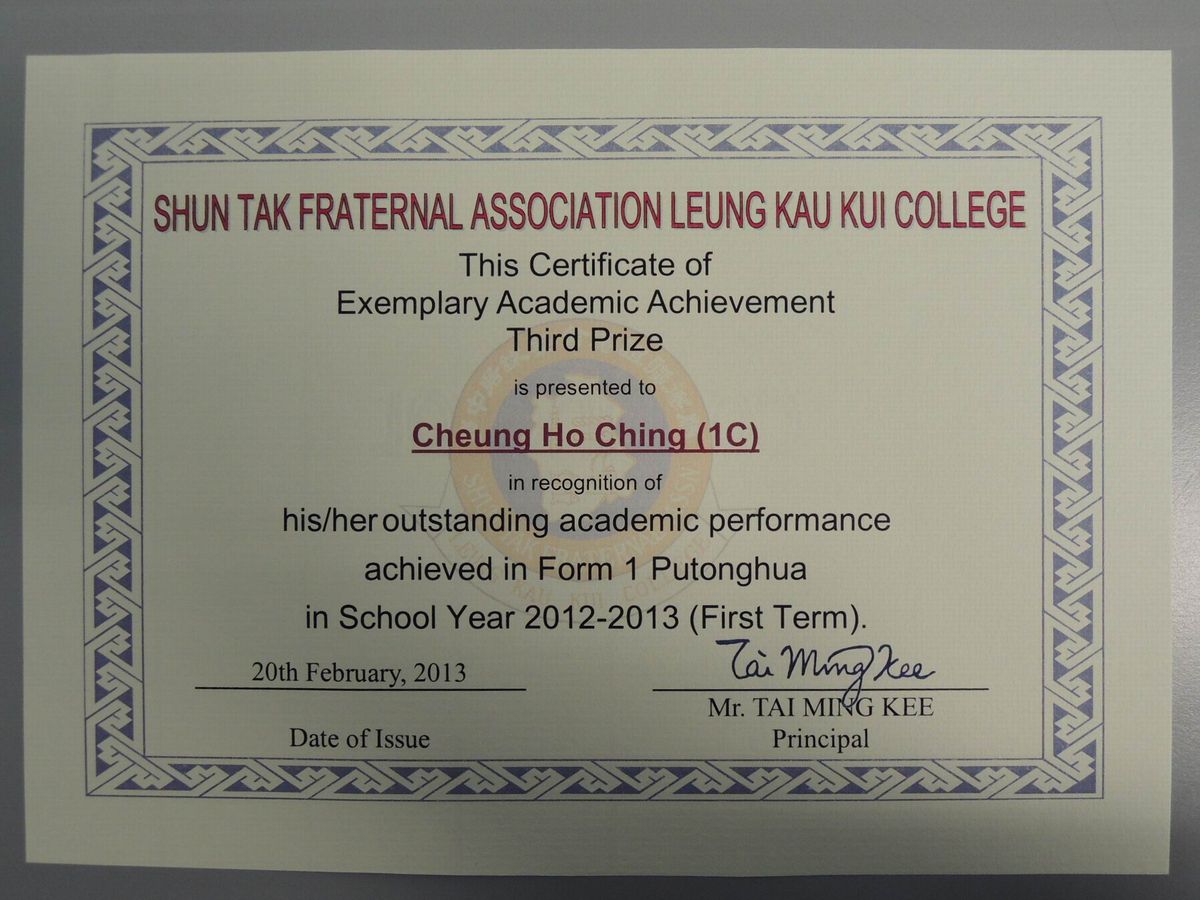 SHUN TAK FRATERNAL ASSOCIATION LEUNG KAU KUI COLLEGE
This Certificate of
Exemplary Academic Achievement
Third Prize
is presented to
Cheung Ho Ching (1C)
in recognition of
his/her outstanding academic performance
achieved in Form 1 Putonghua
in School Year 2012-2013 (First Term).
20th February, 2013
Tai Ming Kee
Mr. TAI MING KEE
Date of Issue
Principal